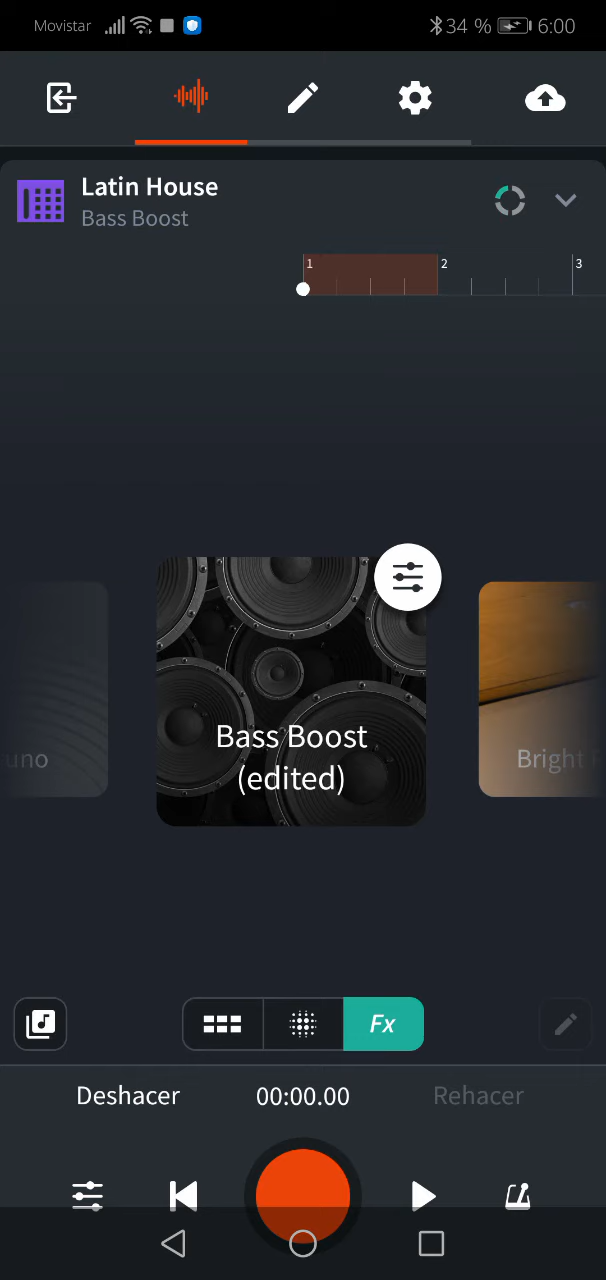 Movistar 34 % 6:00
Latin House
Bass Boost
1 2 3
Bass Boost
(edited)
uno
Bright
Fx
Deshacer 00:00.00 Rehacer